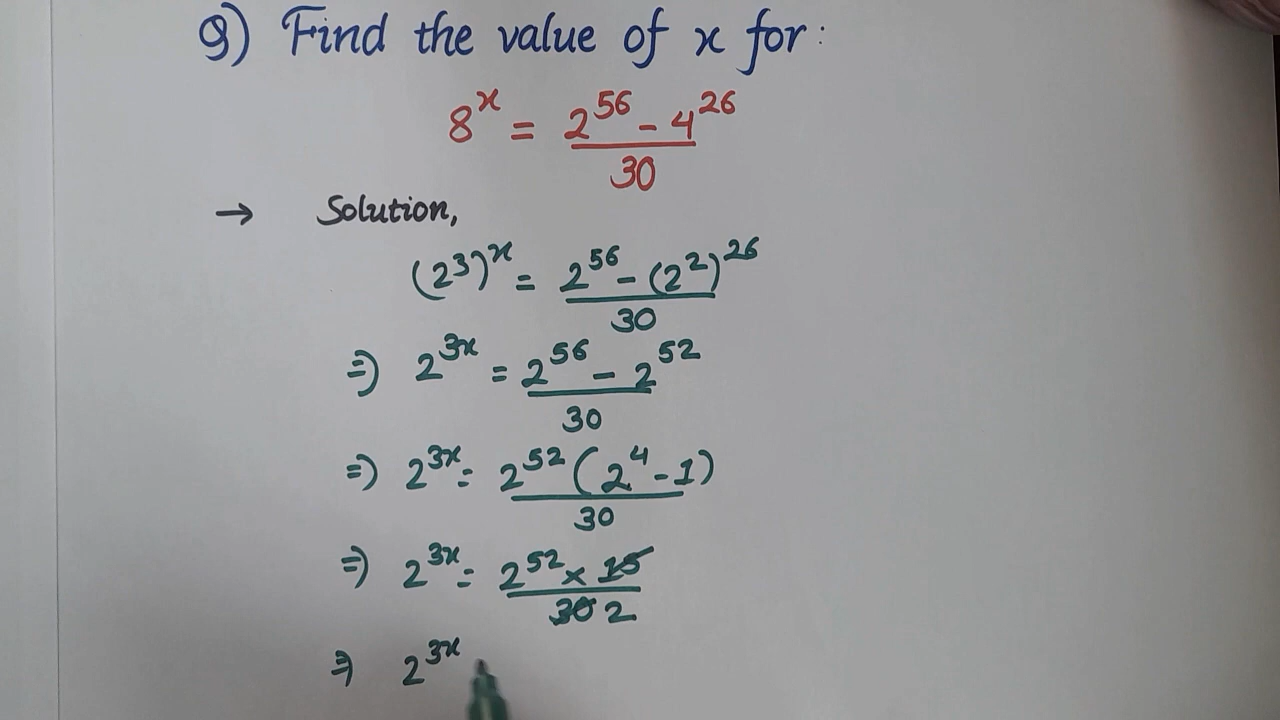 Q) Find the value of x for:
8^x = (2^56 - 4^26)/30
→ Solution,
(2^3)^x = (2^56 - (2^2)^26)/30
⇒ 2^3x = (2^56 - 2^52)/30
⇒ 2^3x = 2^52(2^4 - 1)/30
⇒ 2^3x = (2^52 × 15)/30 2
⇒ 2^3x